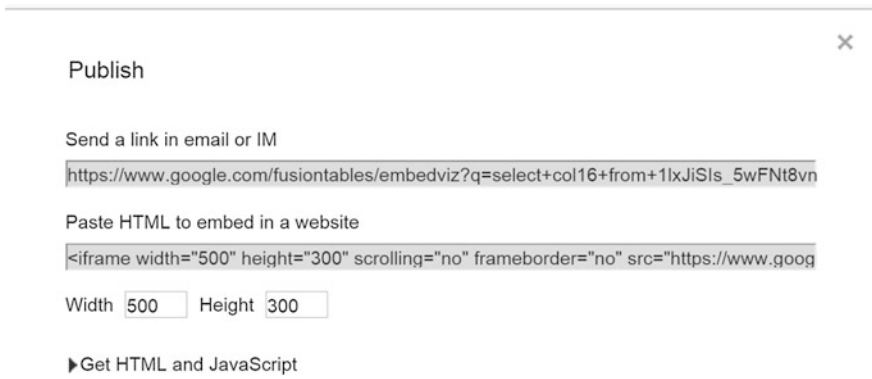 Publish
Send a link in email or IM
https://www.google.com/fusiontables/embedviz?q=select+col16+from+1lxJiSIs_5wFNt8vn
Paste HTML to embed in a website
<iframe width="500" height="300" scrolling="no" frameborder="no" src="https://www.goog
Width 500 Height 300
Get HTML and JavaScript